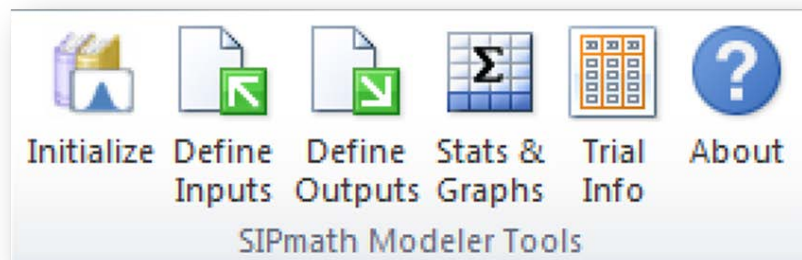 Initialize Define Define Stats & Trial About
Inputs Outputs Graphs Info
SIPmath Modeler Tools